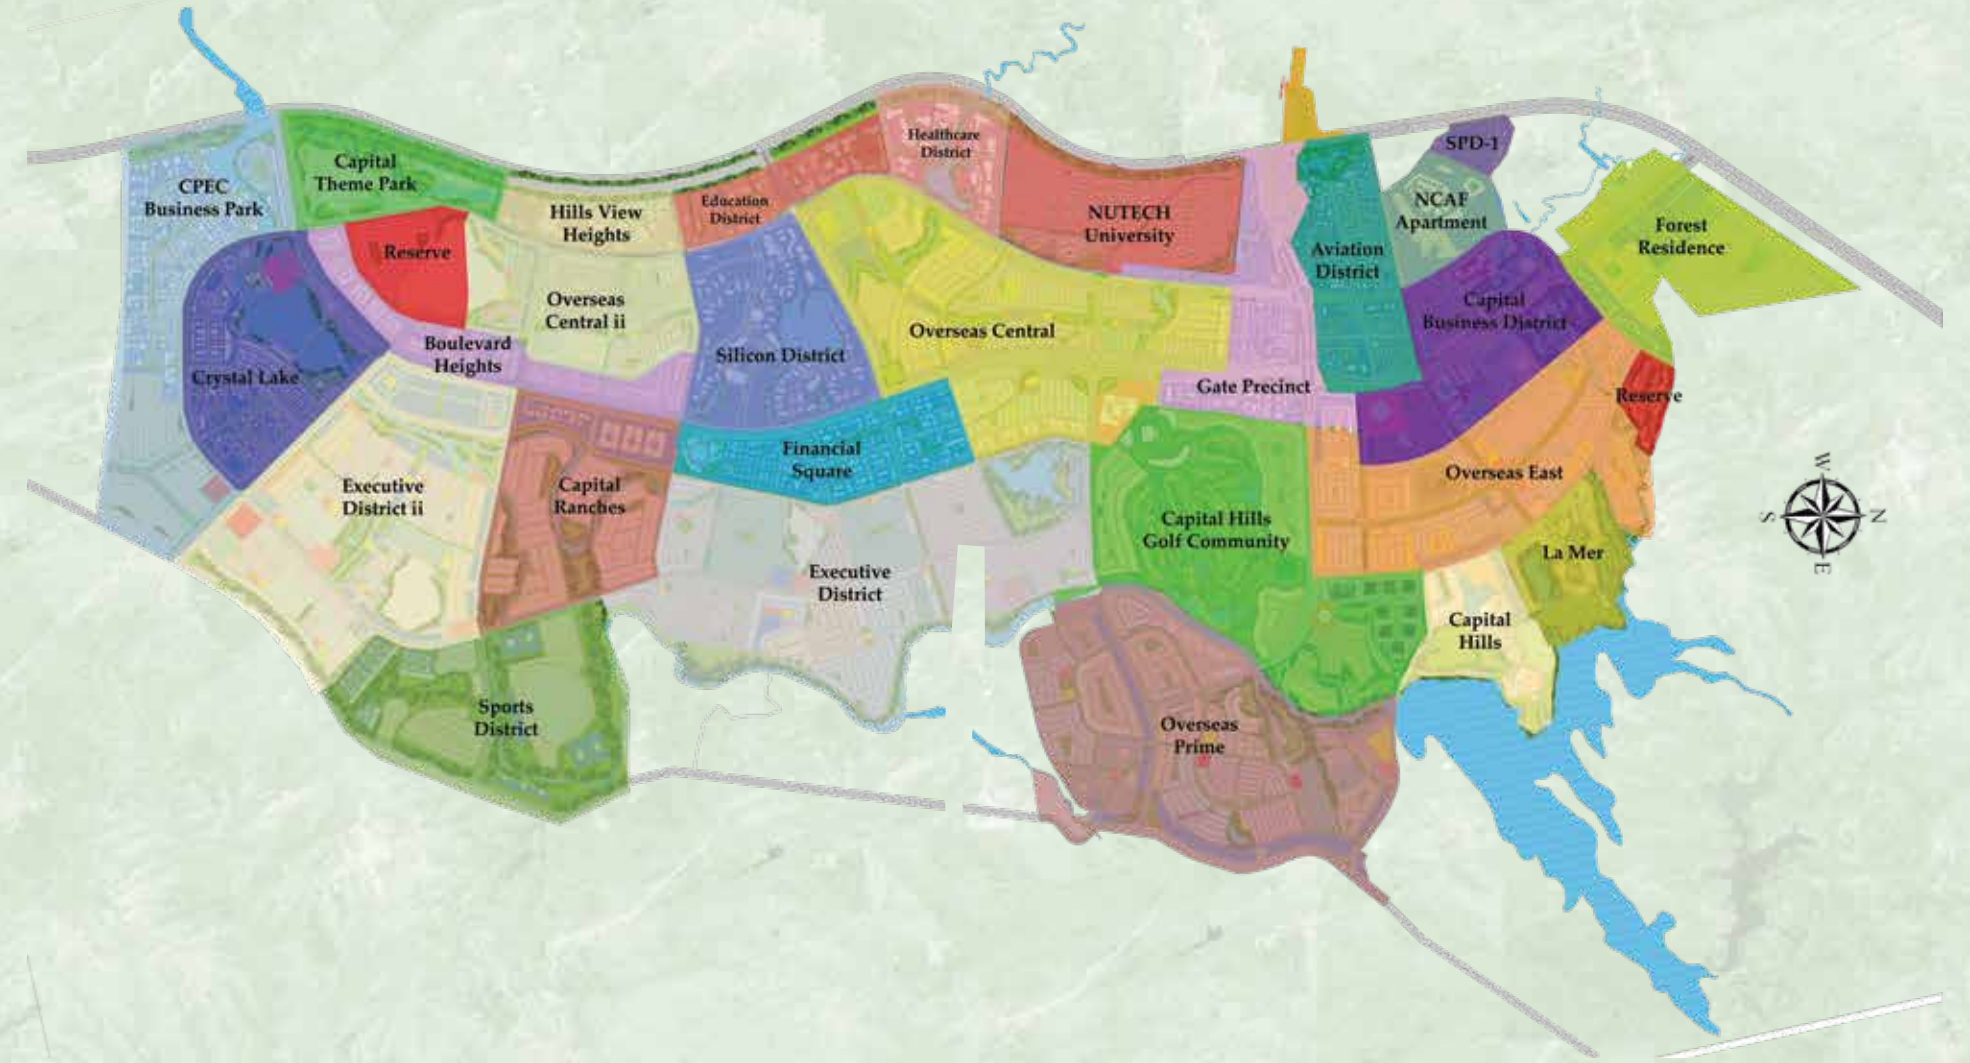 CPEC
Business Park
Capital
Theme Park
Reserve
Hills View
Heights
Education
District
Healthcare
District
NUTECH
University
Aviation
District
SPD-1
NCAF
Apartment
Forest
Residence
Capital
Business District
Crystal Lake
Boulevard
Heights
Overseas
Central ii
Silicon District
Overseas Central
Gate Precinct
Reserve
Executive
District ii
Capital
Ranches
Financial
Square
Executive
District
Capital Hills
Golf Community
Overseas East
La Mer
Capital
Hills
Sports
District
Overseas
Prime
W
S
N
E